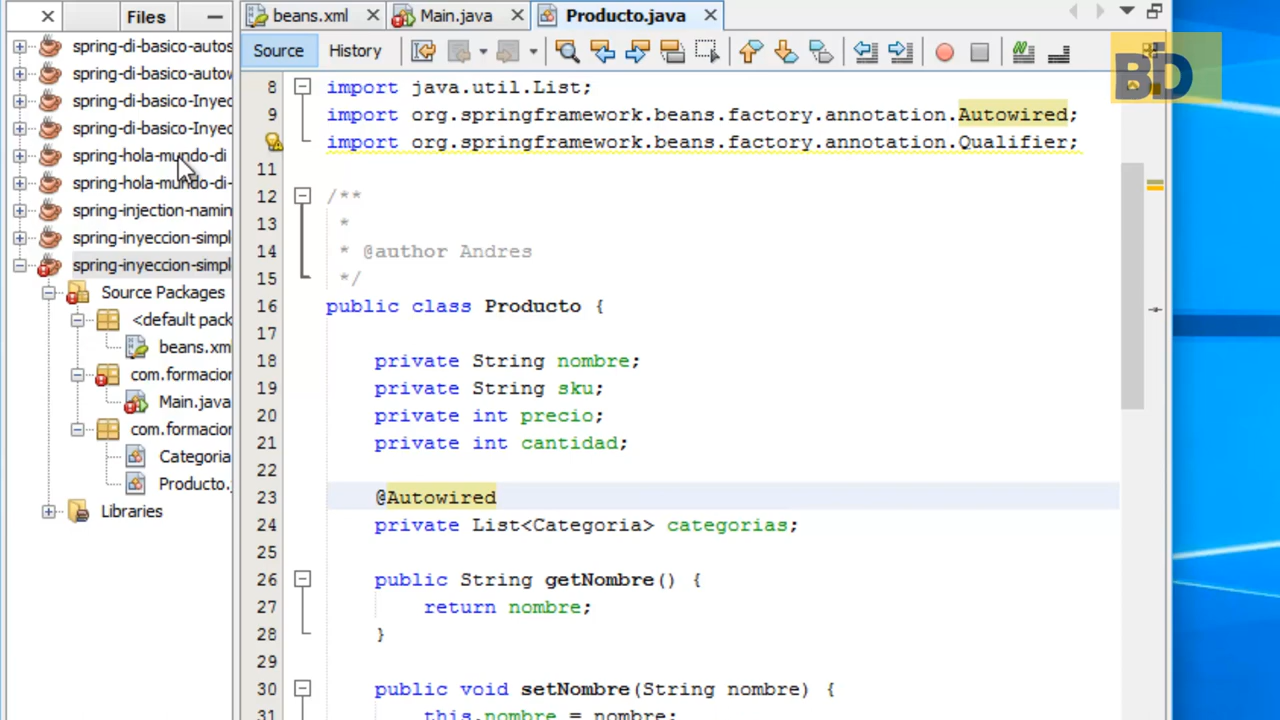 Files
beans.xml
Main.java
Producto.java
Source
History
spring-di-basico-autos
spring-di-basico-autow
spring-di-basico-Inyec
spring-di-basico-Inyec
spring-hola-mundo-di
spring-hola-mundo-di-
spring-injection-namin
spring-inyeccion-simpl
spring-inyeccion-simpl
Source Packages
<default pack
beans.xml
com.formacion
Main.java
com.formacion
Categoria
Producto.j
Libraries
8 import java.util.List;
9 import org.springframework.beans.factory.annotation.Autowired;
import org.springframework.beans.factory.annotation.Qualifier;
11
12 /**
13 *
14 * @author Andres
15 */
16 public class Producto {
17
18 private String nombre;
19 private String sku;
20 private int precio;
21 private int cantidad;
22
23 @Autowired
24 private List<Categoria> categorias;
25
26 public String getNombre() {
27 return nombre;
28 }
29
30 public void setNombre(String nombre) {
31 this.nombre = nombre;
BD